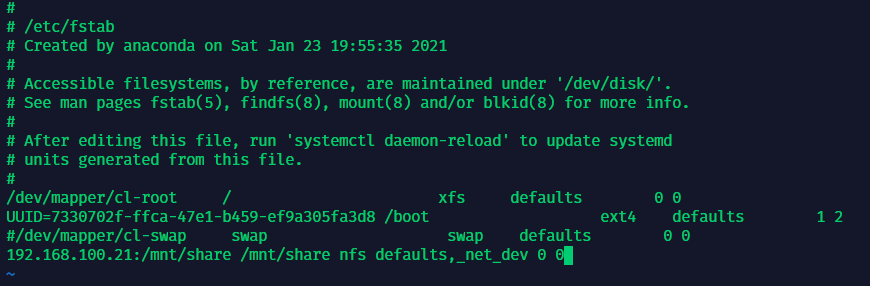 #
# /etc/fstab
# Created by anaconda on Sat Jan 23 19:55:35 2021
#
# Accessible filesystems, by reference, are maintained under '/dev/disk/'.
# See man pages fstab(5), findfs(8), mount(8) and/or blkid(8) for more info.
#
# After editing this file, run 'systemctl daemon-reload' to update systemd
# units generated from this file.
#
/dev/mapper/cl-root     /                       xfs     defaults        0 0
UUID=7330702f-ffca-47e1-b459-ef9a305fa3d8 /boot                   ext4    defaults        1 2
#/dev/mapper/cl-swap     swap                    swap    defaults        0 0
192.168.100.21:/mnt/share /mnt/share nfs defaults,_net_dev 0 0
~